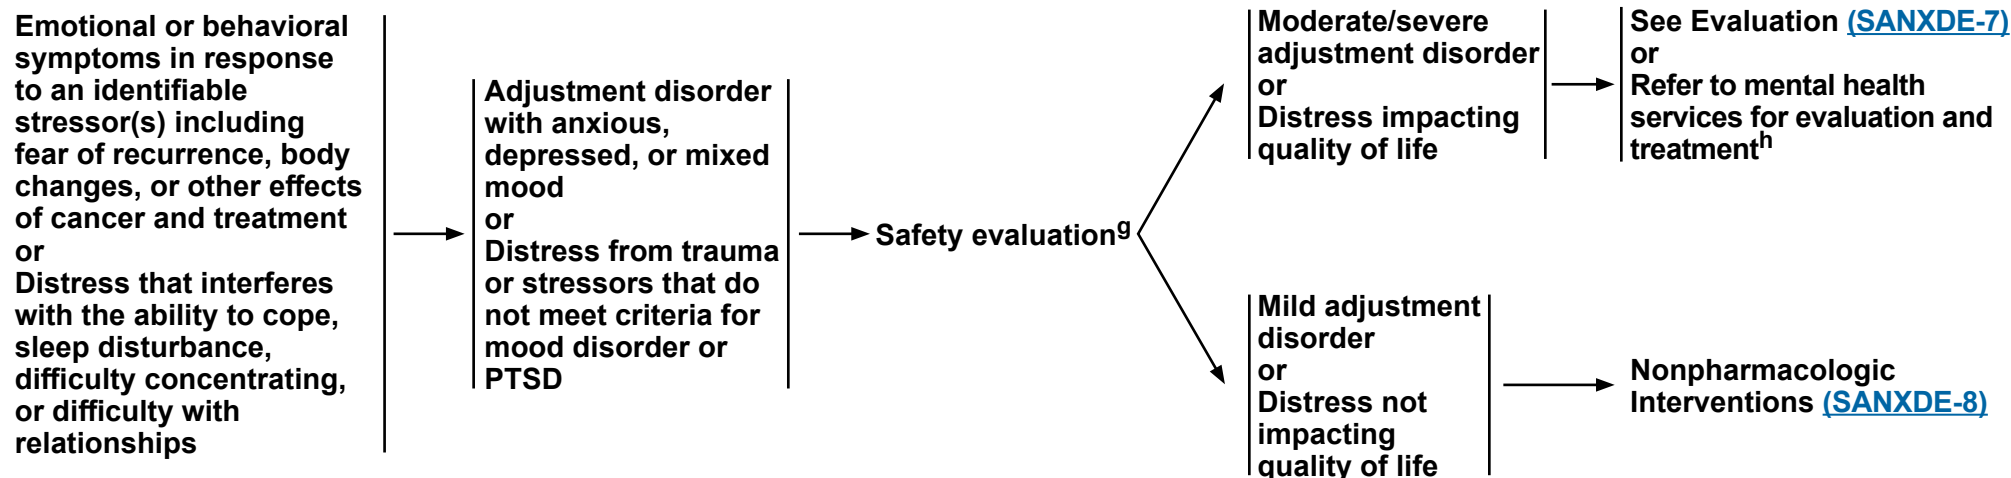 Emotional or behavioral
symptoms in response
to an identifiable
stressor(s) including
fear of recurrence, body
changes, or other effects
of cancer and treatment
or
Distress that interferes
with the ability to cope,
sleep disturbance,
difficulty concentrating,
or difficulty with
relationships
Adjustment disorder
with anxious,
depressed, or mixed
mood
or
Distress from trauma
or stressors that do
not meet criteria for
mood disorder or
PTSD
Safety evaluationg
Moderate/severe
adjustment disorder
or
Distress impacting
quality of life
See Evaluation (SANXDE-7)
or
Refer to mental health
services for evaluation and
treatmenth
Mild adjustment
disorder
or
Distress not
impacting
quality of life
Nonpharmacologic
Interventions (SANXDE-8)